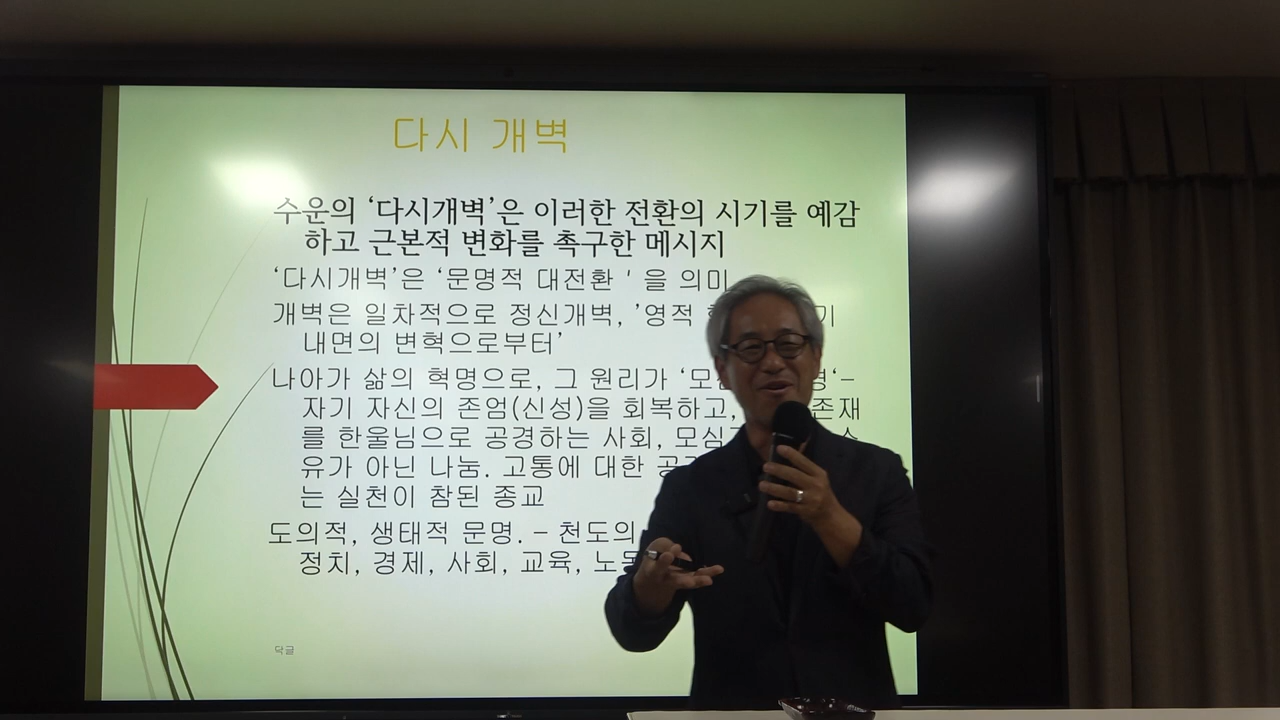 다시 개벽
수운의 ‘다시개벽’은 이러한 전환의 시기를 예감
하고 근본적 변화를 촉구한 메시지
‘다시개벽’은 ‘문명적 대전환 ' 을 의미
개벽은 일차적으로 정신개벽, ’영적
내면의 변혁으로부터’
나아가 삶의 혁명으로, 그 원리가
자기 자신의 존엄(신성)을 회복하고, 존재
를 한울님으로 공경하는 사회,
유가 아닌 나눔. 고통에 대한
는 실천이 참된 종교
도의적, 생태적 문명. – 천도의
정치, 경제, 사회, 교육,
닥글